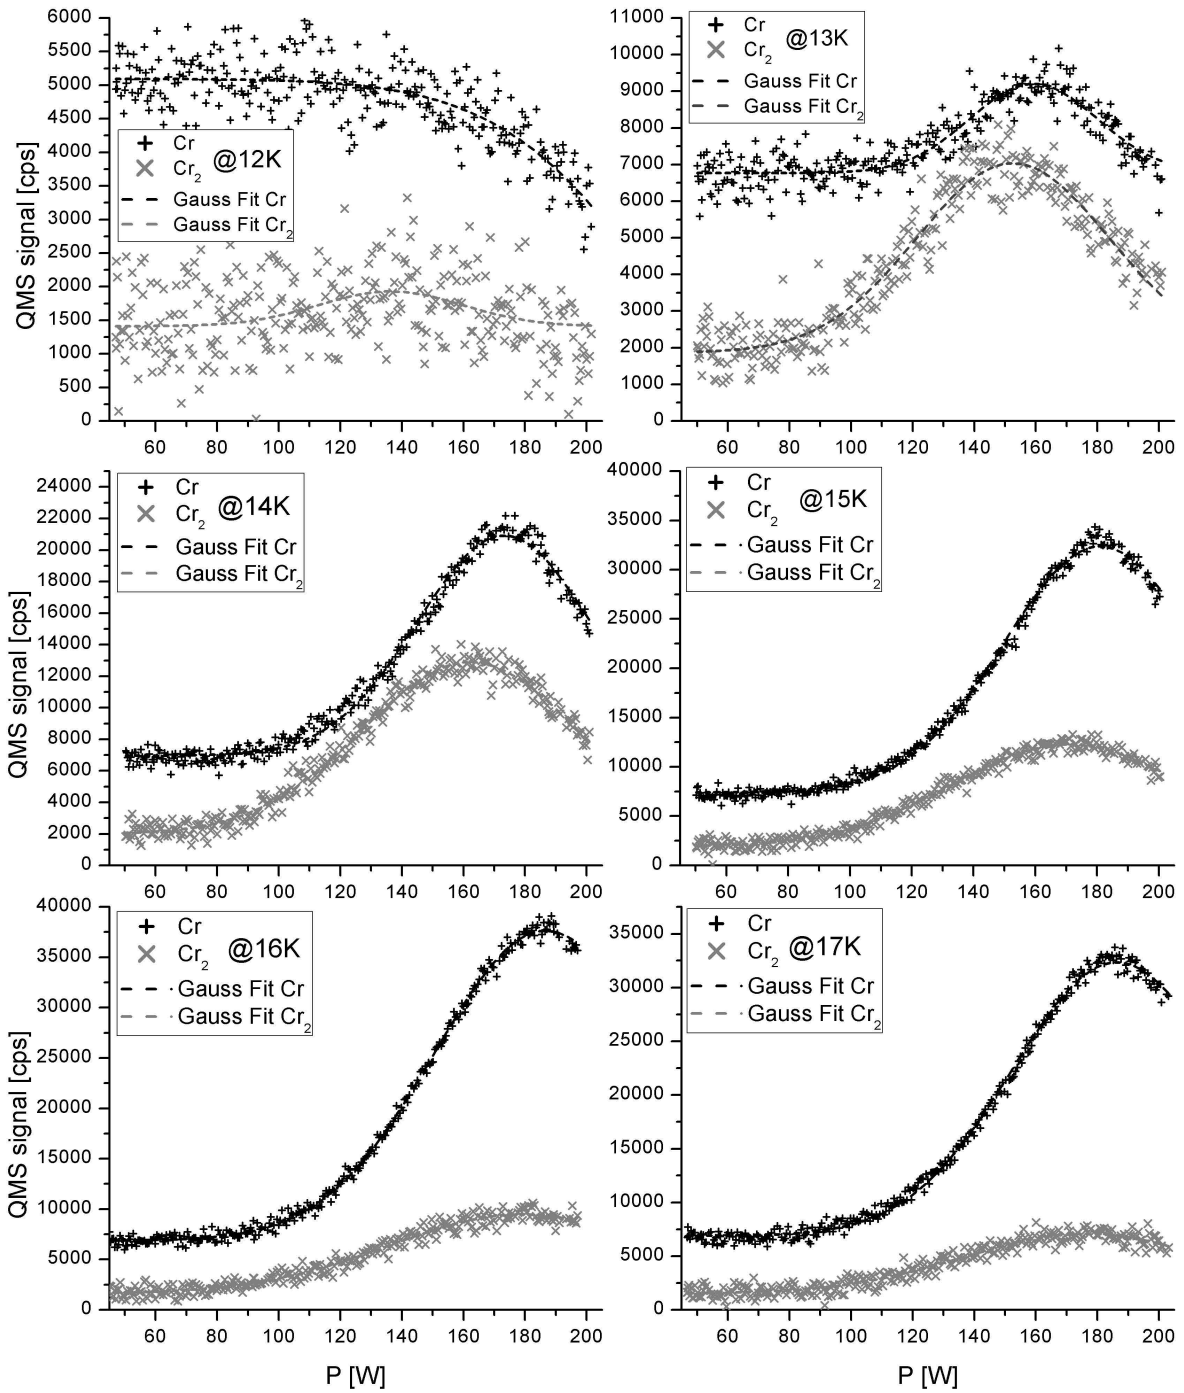 QMS signal [cps]
6000
5500
5000
4500
4000
3500
3000
2500
2000
1500
1000
500
0
Cr
Cr₂
@12K
Gauss Fit Cr
Gauss Fit Cr₂
60 80 100 120 140 160 180 200
11000
10000
9000
8000
7000
6000
5000
4000
3000
2000
1000
0
Cr
Cr₂
@13K
Gauss Fit Cr
Gauss Fit Cr₂
60 80 100 120 140 160 180 200
QMS signal [cps]
24000
22000
20000
18000
16000
14000
12000
10000
8000
6000
4000
2000
0
Cr
Cr₂
@14K
Gauss Fit Cr
Gauss Fit Cr₂
60 80 100 120 140 160 180 200
40000
35000
30000
25000
20000
15000
10000
5000
0
Cr
Cr₂
@15K
Gauss Fit Cr
Gauss Fit Cr₂
60 80 100 120 140 160 180 200
QMS signal [cps]
40000
35000
30000
25000
20000
15000
10000
5000
0
Cr
Cr₂
@16K
Gauss Fit Cr
Gauss Fit Cr₂
60 80 100 120 140 160 180 200
P [W]
35000
30000
25000
20000
15000
10000
5000
0
Cr
Cr₂
@17K
Gauss Fit Cr
Gauss Fit Cr₂
60 80 100 120 140 160 180 200
P [W]